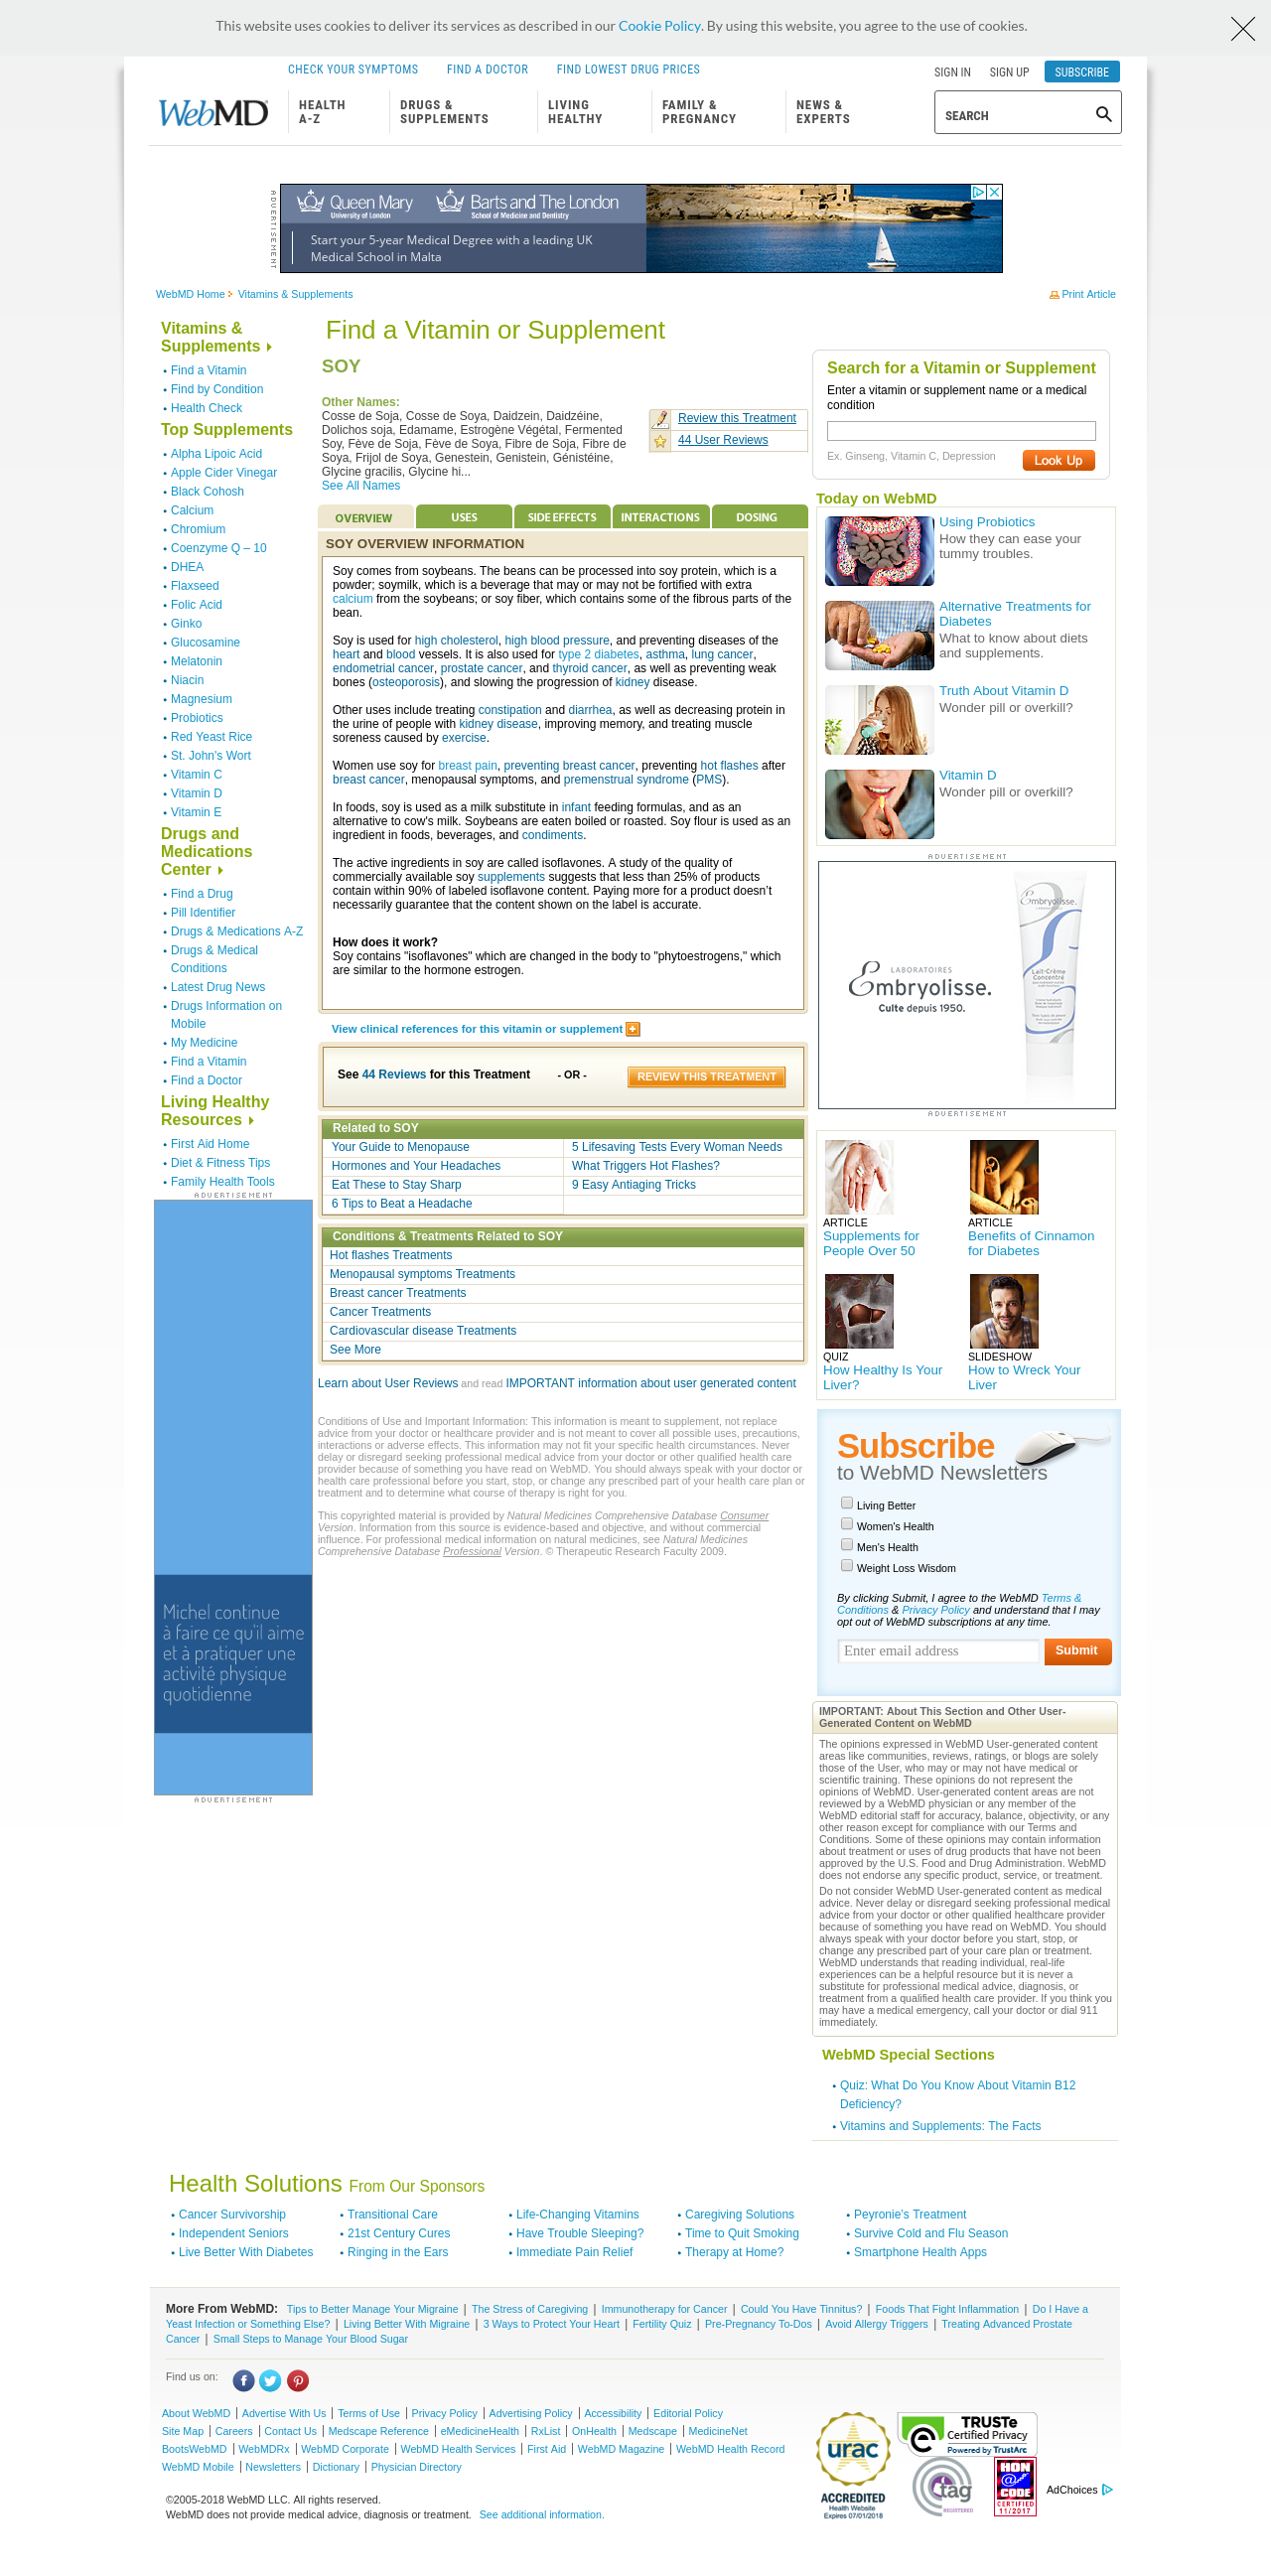 This website uses cookies to deliver its services as described in our Cookie Policy. By using this website, you agree to the use of cookies.
CHECK YOUR SYMPTOMS FIND A DOCTOR FIND LOWEST DRUG PRICES
SIGN IN SIGN UP SUBSCRIBE
WebMD
HEALTH A-Z
DRUGS & SUPPLEMENTS
LIVING HEALTHY
FAMILY & PREGNANCY
NEWS & EXPERTS
SEARCH
ADVERTISEMENT
Queen Mary
University of London
Barts and The London
School of Medicine and Dentistry
Start your 5-year Medical Degree with a leading UK
Medical School in Malta
WebMD Home Vitamins & Supplements
Print Article
Vitamins &
Supplements
• Find a Vitamin
• Find by Condition
• Health Check
Top Supplements
• Alpha Lipoic Acid
• Apple Cider Vinegar
• Black Cohosh
• Calcium
• Chromium
• Coenzyme Q – 10
• DHEA
• Flaxseed
• Folic Acid
• Ginko
• Glucosamine
• Melatonin
• Niacin
• Magnesium
• Probiotics
• Red Yeast Rice
• St. John's Wort
• Vitamin C
• Vitamin D
• Vitamin E
Drugs and
Medications
Center
• Find a Drug
• Pill Identifier
• Drugs & Medications A-Z
• Drugs & Medical
Conditions
• Latest Drug News
• Drugs Information on
Mobile
• My Medicine
• Find a Vitamin
• Find a Doctor
Living Healthy
Resources
• First Aid Home
• Diet & Fitness Tips
• Family Health Tools
ADVERTISEMENT
Michel continue
à faire ce qu'il aime
et à pratiquer une
activité physique
quotidienne
ADVERTISEMENT
Find a Vitamin or Supplement
SOY
Other Names:
Cosse de Soja, Cosse de Soya, Daidzein, Daidzéine,
Dolichos soja, Edamame, Estrogène Végétal, Fermented
Soy, Fève de Soja, Fève de Soya, Fibre de Soja, Fibre de
Soya, Frijol de Soya, Genestein, Genistein, Génistéine,
Glycine gracilis, Glycine hi...
See All Names
Review this Treatment
44 User Reviews
OVERVIEW USES SIDE EFFECTS INTERACTIONS DOSING
SOY OVERVIEW INFORMATION
Soy comes from soybeans. The beans can be processed into soy protein, which is a
powder; soymilk, which is a beverage that may or may not be fortified with extra
calcium from the soybeans; or soy fiber, which contains some of the fibrous parts of the
bean.
Soy is used for high cholesterol, high blood pressure, and preventing diseases of the
heart and blood vessels. It is also used for type 2 diabetes, asthma, lung cancer,
endometrial cancer, prostate cancer, and thyroid cancer, as well as preventing weak
bones (osteoporosis), and slowing the progression of kidney disease.
Other uses include treating constipation and diarrhea, as well as decreasing protein in
the urine of people with kidney disease, improving memory, and treating muscle
soreness caused by exercise.
Women use soy for breast pain, preventing breast cancer, preventing hot flashes after
breast cancer, menopausal symptoms, and premenstrual syndrome (PMS).
In foods, soy is used as a milk substitute in infant feeding formulas, and as an
alternative to cow's milk. Soybeans are eaten boiled or roasted. Soy flour is used as an
ingredient in foods, beverages, and condiments.
The active ingredients in soy are called isoflavones. A study of the quality of
commercially available soy supplements suggests that less than 25% of products
contain within 90% of labeled isoflavone content. Paying more for a product doesn't
necessarily guarantee that the content shown on the label is accurate.
How does it work?
Soy contains "isoflavones" which are changed in the body to "phytoestrogens," which
are similar to the hormone estrogen.
View clinical references for this vitamin or supplement
See 44 Reviews for this Treatment - OR - REVIEW THIS TREATMENT
Related to SOY
Your Guide to Menopause 5 Lifesaving Tests Every Woman Needs
Hormones and Your Headaches What Triggers Hot Flashes?
Eat These to Stay Sharp 9 Easy Antiaging Tricks
6 Tips to Beat a Headache
Conditions & Treatments Related to SOY
Hot flashes Treatments
Menopausal symptoms Treatments
Breast cancer Treatments
Cancer Treatments
Cardiovascular disease Treatments
See More
Learn about User Reviews and read IMPORTANT information about user generated content
Conditions of Use and Important Information: This information is meant to supplement, not replace
advice from your doctor or healthcare provider and is not meant to cover all possible uses, precautions,
interactions or adverse effects. This information may not fit your specific health circumstances. Never
delay or disregard seeking professional medical advice from your doctor or other qualified health care
provider because of something you have read on WebMD. You should always speak with your doctor or
health care professional before you start, stop, or change any prescribed part of your health care plan or
treatment and to determine what course of therapy is right for you.
This copyrighted material is provided by Natural Medicines Comprehensive Database Consumer
Version. Information from this source is evidence-based and objective, and without commercial
influence. For professional medical information on natural medicines, see Natural Medicines
Comprehensive Database Professional Version. © Therapeutic Research Faculty 2009.
Search for a Vitamin or Supplement
Enter a vitamin or supplement name or a medical
condition
Ex. Ginseng, Vitamin C, Depression
Look Up
Today on WebMD
Using Probiotics
How they can ease your
tummy troubles.
Alternative Treatments for
Diabetes
What to know about diets
and supplements.
Truth About Vitamin D
Wonder pill or overkill?
Vitamin D
Wonder pill or overkill?
ADVERTISEMENT
LABORATOIRES
Embryolisse.
Culte depuis 1950.
Embryolisse.
Lait-Crème
Concentré
ADVERTISEMENT
ARTICLE
Supplements for
People Over 50
ARTICLE
Benefits of Cinnamon
for Diabetes
QUIZ
How Healthy Is Your
Liver?
SLIDESHOW
How to Wreck Your
Liver
Subscribe
to WebMD Newsletters
Living Better
Women's Health
Men's Health
Weight Loss Wisdom
By clicking Submit, I agree to the WebMD Terms &
Conditions & Privacy Policy and understand that I may
opt out of WebMD subscriptions at any time.
Enter email address Submit
IMPORTANT: About This Section and Other User-
Generated Content on WebMD
The opinions expressed in WebMD User-generated content
areas like communities, reviews, ratings, or blogs are solely
those of the User, who may or may not have medical or
scientific training. These opinions do not represent the
opinions of WebMD. User-generated content areas are not
reviewed by a WebMD physician or any member of the
WebMD editorial staff for accuracy, balance, objectivity, or any
other reason except for compliance with our Terms and
Conditions. Some of these opinions may contain information
about treatment or uses of drug products that have not been
approved by the U.S. Food and Drug Administration. WebMD
does not endorse any specific product, service, or treatment.
Do not consider WebMD User-generated content as medical
advice. Never delay or disregard seeking professional medical
advice from your doctor or other qualified healthcare provider
because of something you have read on WebMD. You should
always speak with your doctor before you start, stop, or
change any prescribed part of your care plan or treatment.
WebMD understands that reading individual, real-life
experiences can be a helpful resource but it is never a
substitute for professional medical advice, diagnosis, or
treatment from a qualified health care provider. If you think you
may have a medical emergency, call your doctor or dial 911
immediately.
WebMD Special Sections
• Quiz: What Do You Know About Vitamin B12
Deficiency?
• Vitamins and Supplements: The Facts
Health Solutions From Our Sponsors
• Cancer Survivorship • Transitional Care • Life-Changing Vitamins • Caregiving Solutions • Peyronie's Treatment
• Independent Seniors • 21st Century Cures • Have Trouble Sleeping? • Time to Quit Smoking • Survive Cold and Flu Season
• Live Better With Diabetes • Ringing in the Ears • Immediate Pain Relief • Therapy at Home? • Smartphone Health Apps
More From WebMD: Tips to Better Manage Your Migraine | The Stress of Caregiving | Immunotherapy for Cancer | Could You Have Tinnitus? | Foods That Fight Inflammation | Do I Have a
Yeast Infection or Something Else? | Living Better With Migraine | 3 Ways to Protect Your Heart | Fertility Quiz | Pre-Pregnancy To-Dos | Avoid Allergy Triggers | Treating Advanced Prostate
Cancer | Small Steps to Manage Your Blood Sugar
Find us on:
About WebMD | Advertise With Us | Terms of Use | Privacy Policy | Advertising Policy | Accessibility | Editorial Policy
Site Map | Careers | Contact Us | Medscape Reference | eMedicineHealth | RxList | OnHealth | Medscape | MedicineNet
BootsWebMD | WebMDRx | WebMD Corporate | WebMD Health Services | First Aid | WebMD Magazine | WebMD Health Record
WebMD Mobile | Newsletters | Dictionary | Physician Directory
©2005-2018 WebMD LLC. All rights reserved.
WebMD does not provide medical advice, diagnosis or treatment. See additional information.
urac
ACCREDITED
Health Website
Expires 07/01/2018
TRUSTe
Certified Privacy
Powered by TrustArc
tag
REGISTERED
HON
@
CODE
CERTIFIED
11/2017
AdChoices